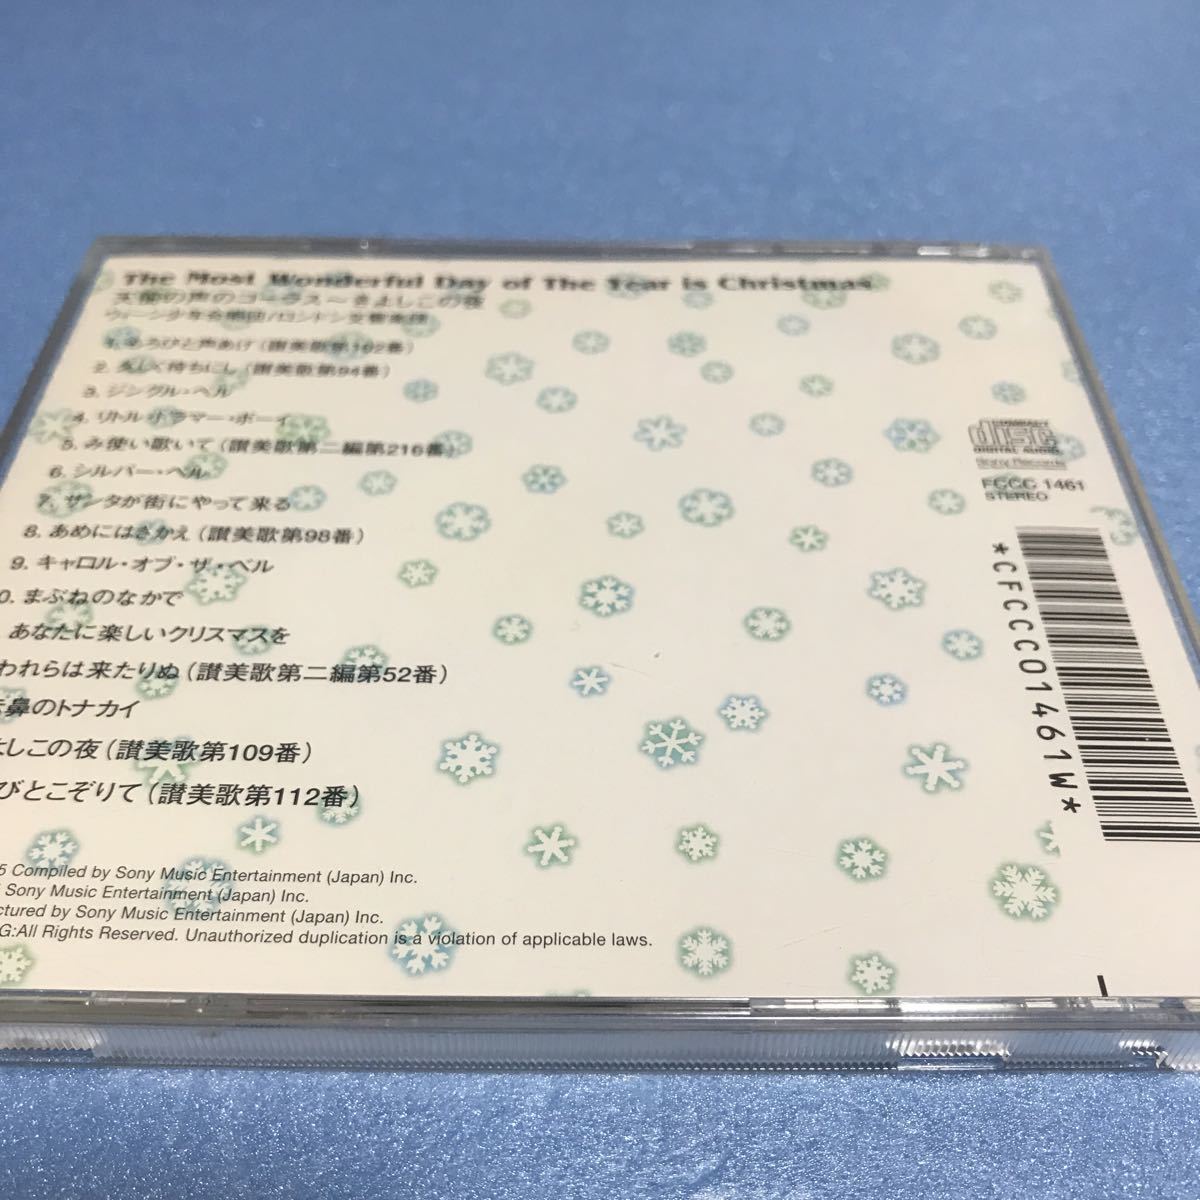 The Most Wonderful Day of The Year is Christmas
天使の声のコーラス〜きよしこの夜
ウィーン少年合唱団/ロンドン交響楽団
1. もろびと声あげ (讃美歌第102番)
2. 久しく待ちにし (讃美歌第94番)
3. ジングル・ベル
4. リトル・ドラマー・ボーイ
5. み使い歌いて (讃美歌第二編第216番)
6. シルバー・ベル
7. サンタが街にやって来る
8. あめにはさかえ (讃美歌第98番)
9. キャロル・オブ・ザ・ベル
0. まぶねのなかで
あなたに楽しいクリスマスを
われらは来たりぬ (讃美歌第二編第52番)
鼻のトナカイ
よしこの夜 (讃美歌第109番)
びとこぞりて (讃美歌第112番)
5 Compiled by Sony Music Entertainment (Japan) Inc.
Sony Music Entertainment (Japan) Inc.
ctured by Sony Music Entertainment (Japan) Inc.
G:All Rights Reserved. Unauthorized duplication is a violation of applicable laws.
COMPACT
disc
DIGITAL AUDIO
Sony Records
FCCC 1461
STEREO
*CFCCC01461W*